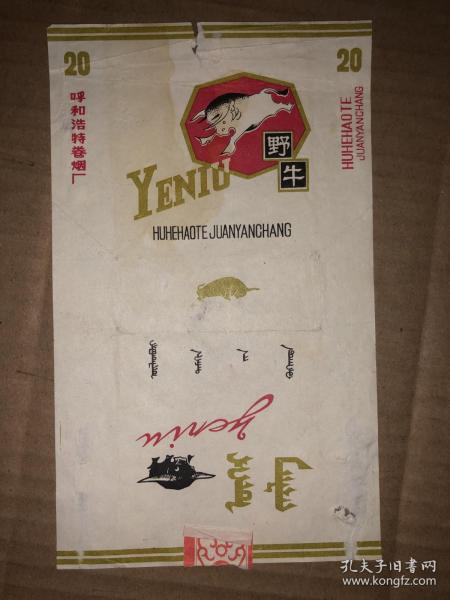 20
20
呼和浩特卷烟厂
HUHEHAOTE
JUANYANCHANG
野
牛
YENIU
HUHEHAOTE JUANYANCHANG
yeniu
孔夫子旧书网
www.kongfz.com